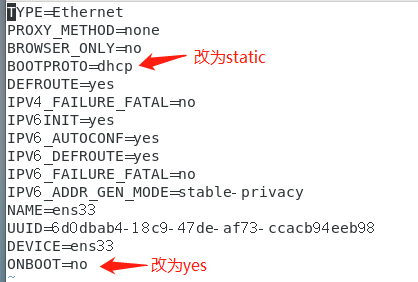 TYPE=Ethernet
PROXY_METHOD=none
BROWSER_ONLY=no
BOOTPROTO=dhcp 改为static
DEFROUTE=yes
IPV4_FAILURE_FATAL=no
IPV6INIT=yes
IPV6_AUTOCONF=yes
IPV6_DEFROUTE=yes
IPV6_FAILURE_FATAL=no
IPV6_ADDR_GEN_MODE=stable-privacy
NAME=ens33
UUID=6d0dbab4-18c9-47de-af73-ccacb94eeb98
DEVICE=ens33
ONBOOT=no 改为yes
~